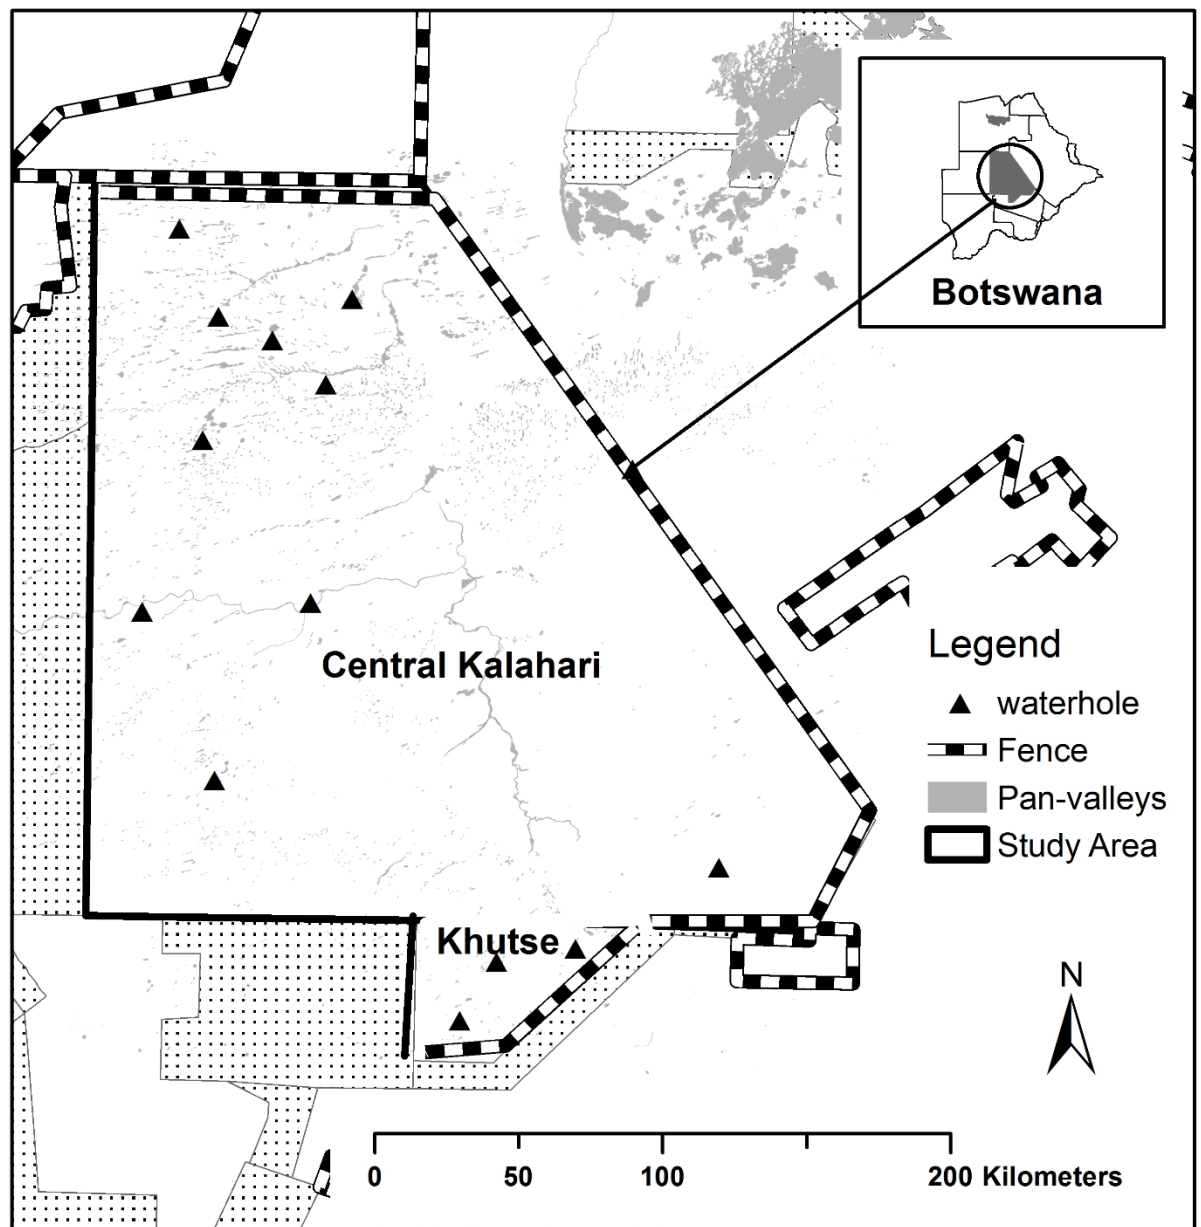 Botswana
Central Kalahari
Legend
waterhole
Fence
Pan-valleys
Study Area
Khutse
N
0 50 100 200 Kilometers